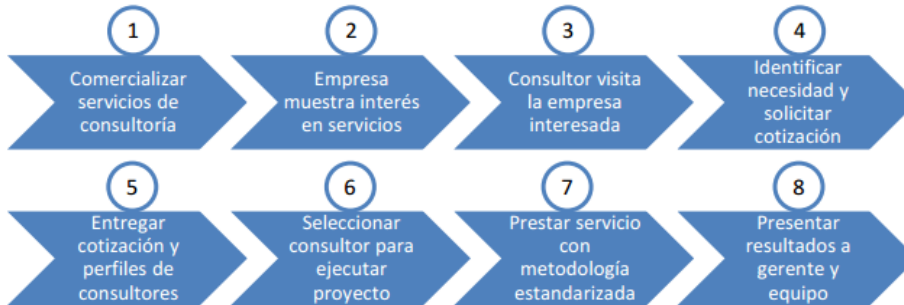 1
Comercializar
servicios de
consultoría
2
Empresa
muestra interés
en servicios
3
Consultor visita
la empresa
interesada
4
Identificar
necesidad y
solicitar
cotización
5
Entregar
cotización y
perfiles de
consultores
6
Seleccionar
consultor para
ejecutar
proyecto
7
Prestar servicio
con
metodología
estandarizada
8
Presentar
resultados a
gerente y
equipo